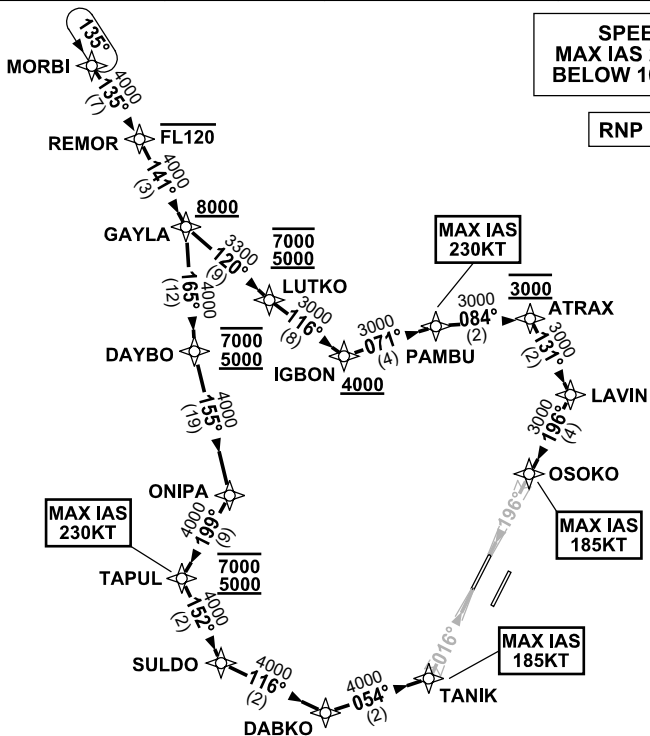 SPEE
MAX IAS
BELOW 10
RNP
135°
MORBI
4000
135°
(7)
REMOR
FL120
4000
141°
(3)
GAYLA
8000
3300
120°
(9)
7000
5000
LUTKO
3000
116°
(8)
IGBON
4000
3000
071°
(4)
MAX IAS
230KT
PAMBU
3000
084°
(2)
3000
ATRAX
3000
131°
(2)
LAVIN
3000
196°
(4)
OSOKO
MAX IAS
185KT
196°
4000
165°
(12)
DAYBO
7000
5000
4000
155°
(19)
ONIPA
4000
199°
(6)
MAX IAS
230KT
TAPUL
7000
5000
4000
152°
(2)
SULDO
4000
116°
(2)
DABKO
4000
054°
(2)
TANIK
MAX IAS
185KT
016°